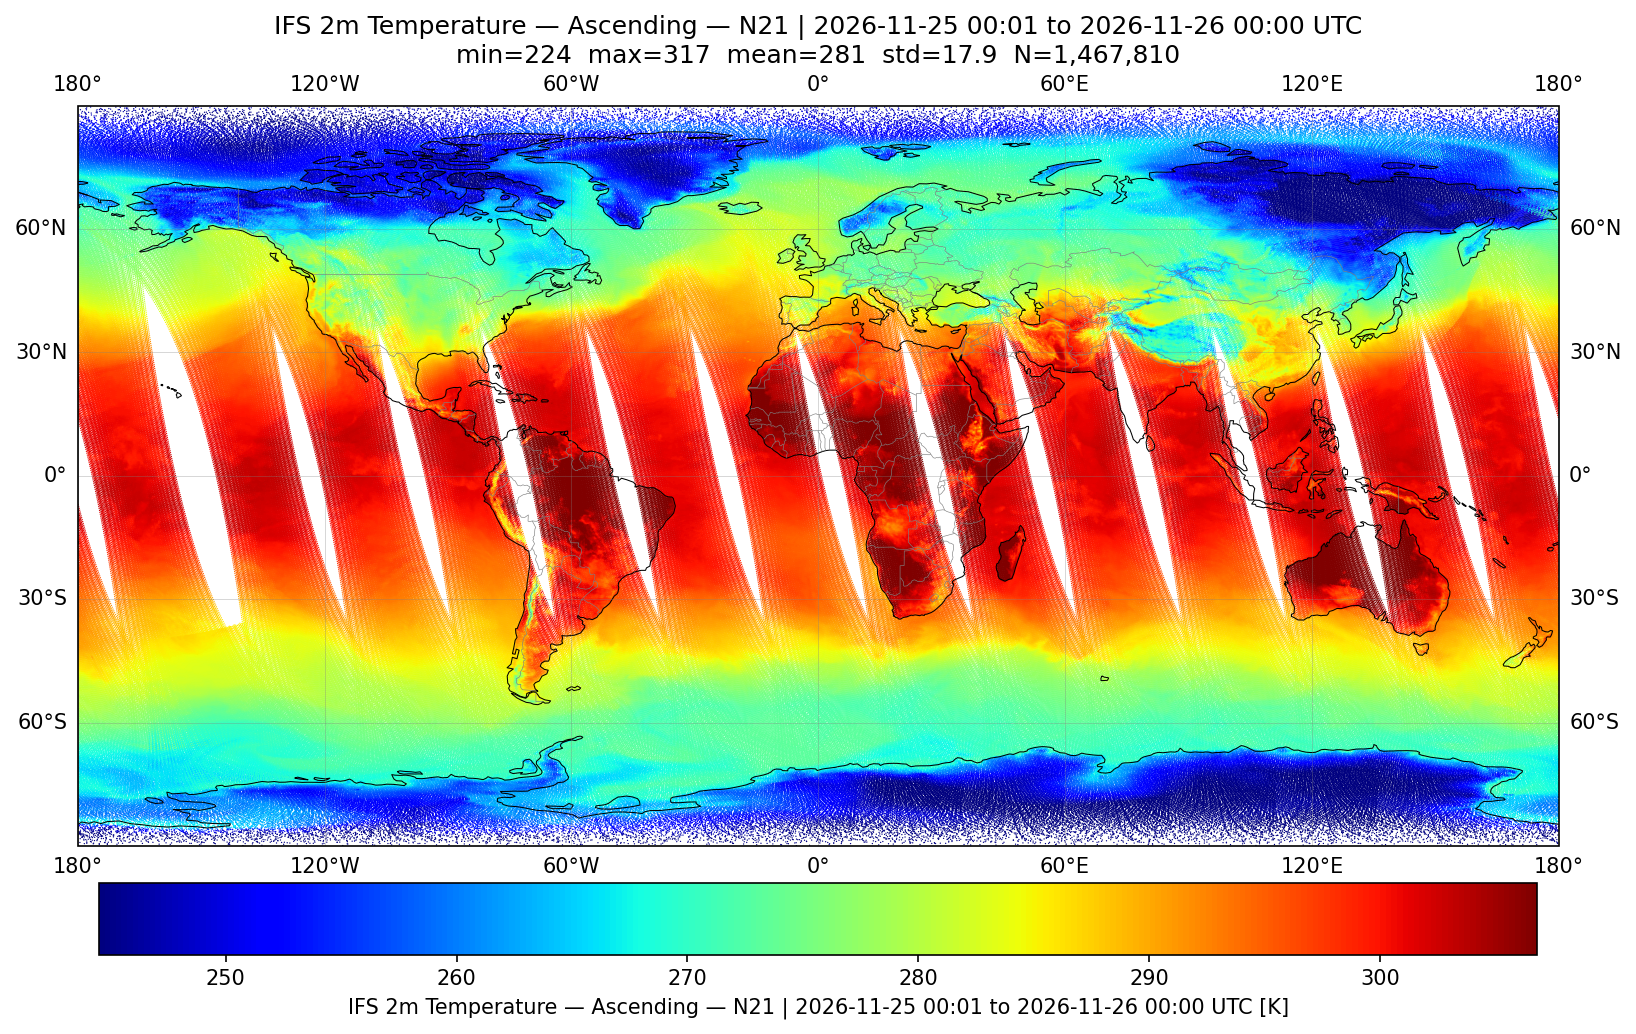 IFS 2m Temperature — Ascending — N21 | 2026-11-25 00:01 to 2026-11-26 00:00 UTC
min=224  max=317  mean=281  std=17.9  N=1,467,810
180° 120°W 60°W 0° 60°E 120°E 180°
60°N 60°N
30°N 30°N
0° 0°
30°S 30°S
60°S 60°S
180° 120°W 60°W 0° 60°E 120°E 180°
250 260 270 280 290 300
IFS 2m Temperature — Ascending — N21 | 2026-11-25 00:01 to 2026-11-26 00:00 UTC [K]